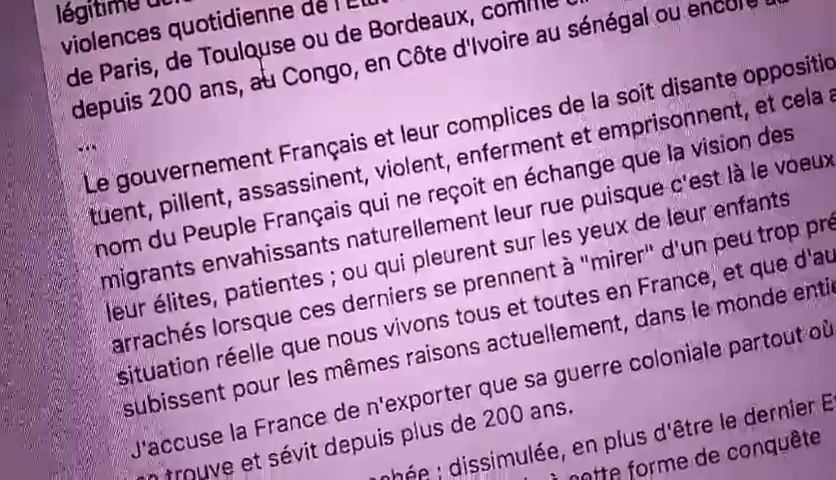 légitime
violences quotidienne de l'État
de Paris, de Toulouse ou de Bordeaux, comme
depuis 200 ans, au Congo, en Côte d'Ivoire au sénégal ou encore au
...
Le gouvernement Français et leur complices de la soit disante oppositio
tuent, pillent, assassinent, violent, enferment et emprisonnent, et cela a
nom du Peuple Français qui ne reçoit en échange que la vision des
migrants envahissants naturellement leur rue puisque c'est là le voeux
leur élites, patientes ; ou qui pleurent sur les yeux de leur enfants
arrachés lorsque ces derniers se prennent à "mirer" d'un peu trop prè
situation réelle que nous vivons tous et toutes en France, et que d'au
subissent pour les mêmes raisons actuellement, dans le monde entie
J'accuse la France de n'exporter que sa guerre coloniale partout où
trouve et sévit depuis plus de 200 ans.
dissimulée, en plus d'être le dernier E
cette forme de conquête